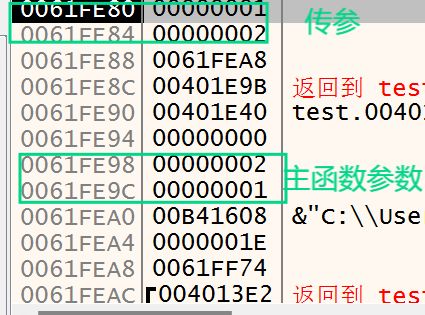 0061FE80 00000001
传参
0061FE84 00000002
0061FE88 0061FEA8
0061FE8C 00401E9B 返回到 test
0061FE90 00401E40 test.0040
0061FE94 00000000
0061FE98 00000002
主函数参数
0061FE9C 00000001
0061FEA0 00B41608 &"C:\\Use
0061FEA4 0000001E
0061FEA8 0061FF74
0061FEAC 004013E2 返回到 test